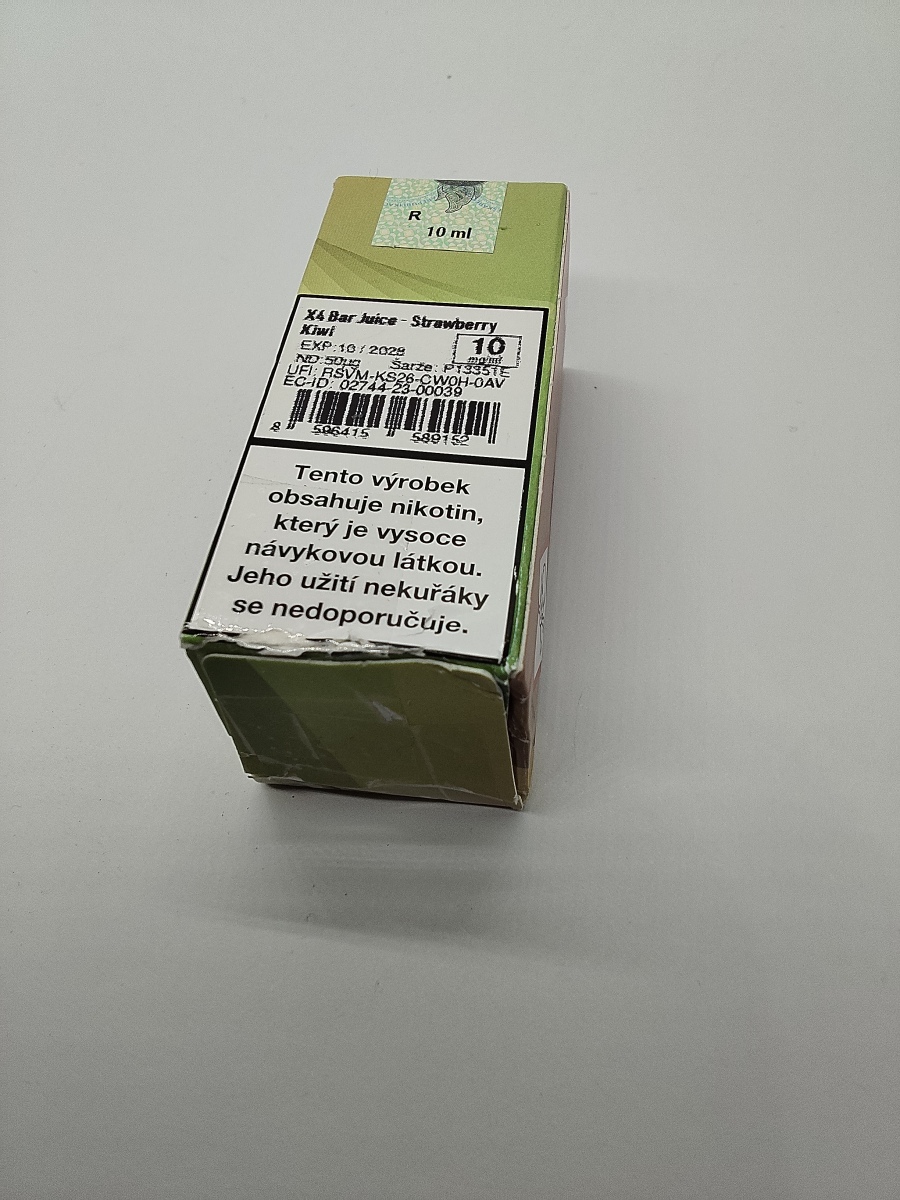 R
10 ml
X4 Bar Juice - Strawberry
Kiwi
10
mg/ml
EXP: 10 / 2028
ND: 50µg Šarže: P13351E
UFI: RSVM-KS26-CW0H-0AV
EC-ID: 02744-23-00039
8 596415 589152
Tento výrobek
obsahuje nikotin,
který je vysoce
návykovou látkou.
Jeho užití nekuřáky
se nedoporučuje.